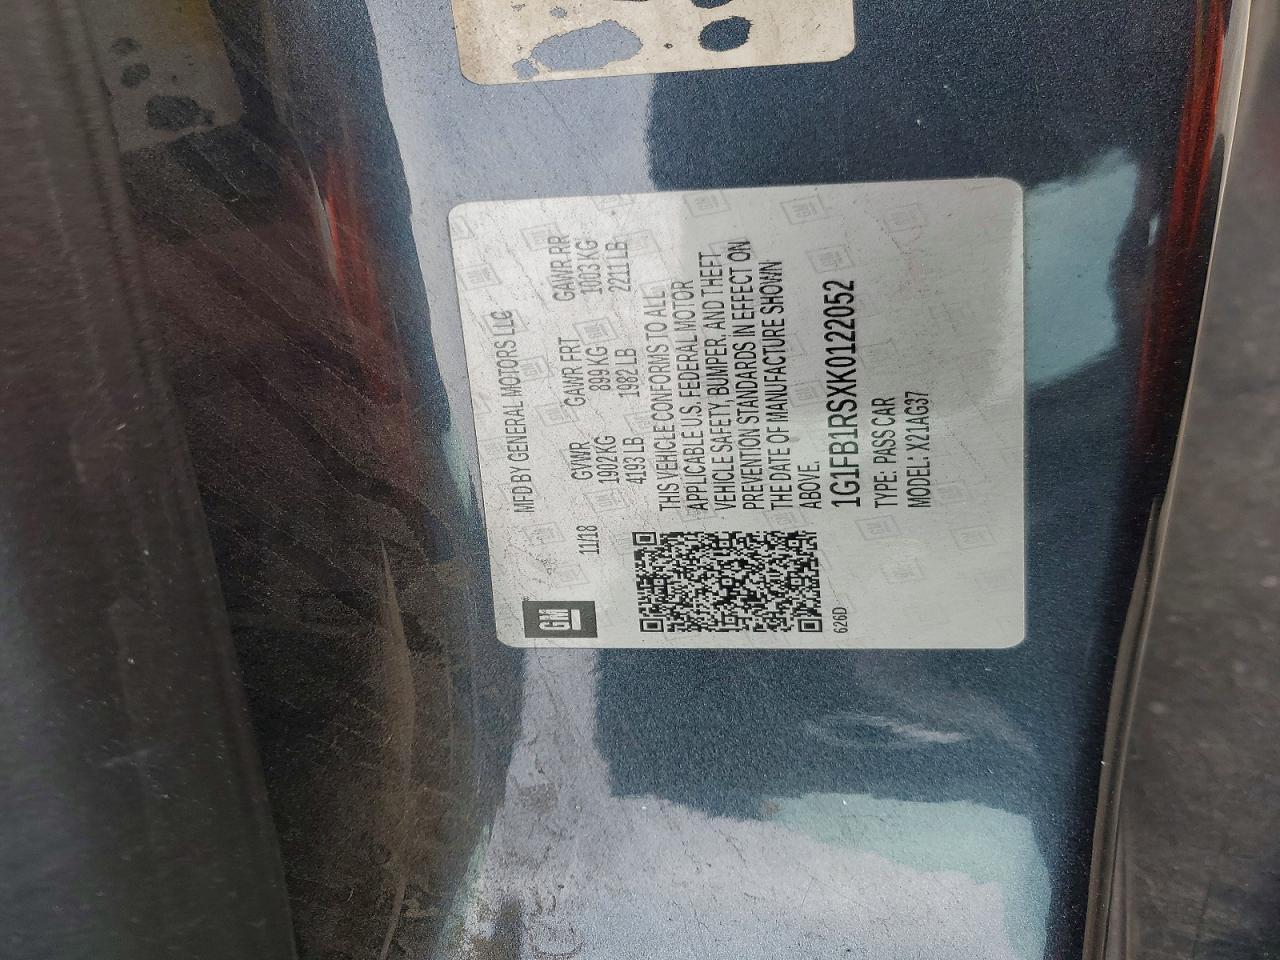 GM
MFD BY GENERAL MOTORS LLC
11/18
GVWR GAWR FRT GAWR RR
1902 KG 899 KG 1003 KG
4193 LB 1982 LB 2211 LB
THIS VEHICLE CONFORMS TO ALL
APPLICABLE U.S. FEDERAL MOTOR
VEHICLE SAFETY, BUMPER, AND THEFT
PREVENTION STANDARDS IN EFFECT ON
THE DATE OF MANUFACTURE SHOWN
ABOVE.
1G1FB1RSXK0122052
TYPE: PASS CAR
MODEL: X21AG37
626D